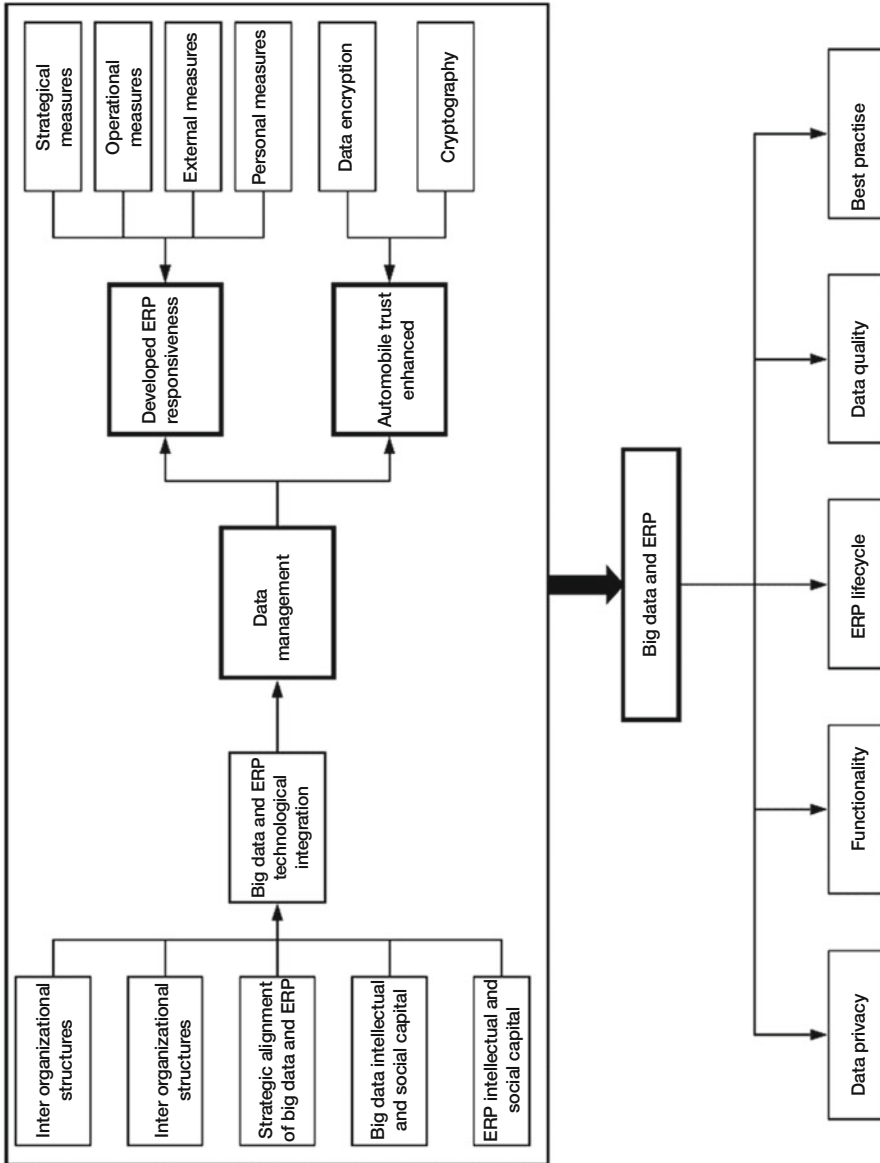 Inter organizational
structures
Inter organizational
structures
Strategic alignment
of big data and ERP
Big data intellectual
and social capital
ERP intellectual and
social capital
Big data and ERP
technological
integration
Data
management
Developed ERP
responsiveness
Automobile trust
enhanced
Strategical
measures
Operational
measures
External measures
Personal measures
Data encryption
Cryptography
Big data and ERP
Data privacy
Functionality
ERP lifecycle
Data quality
Best practise